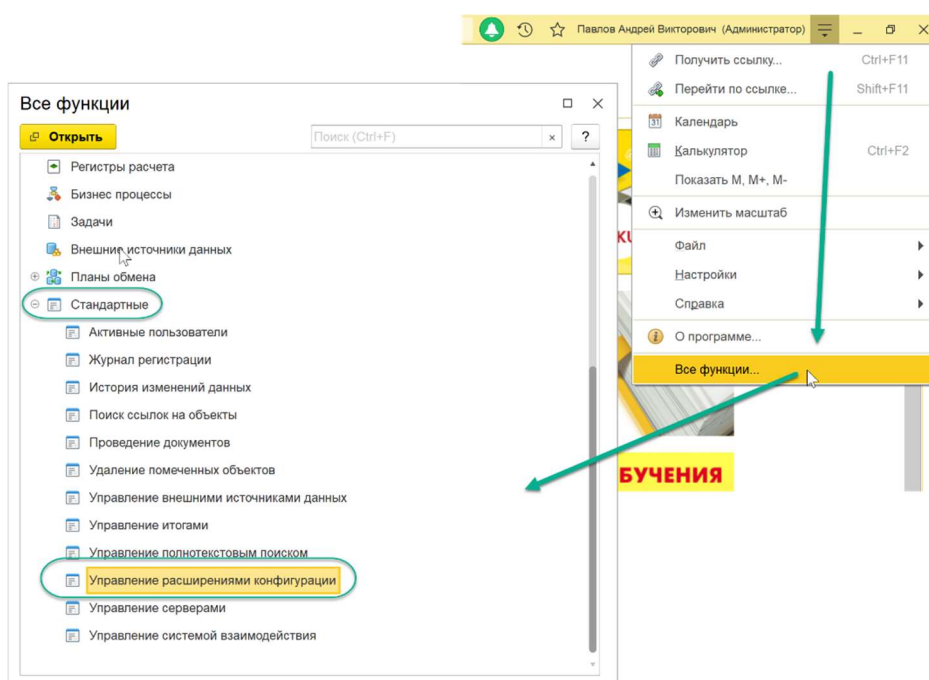 Павлов Андрей Викторович (Администратор)
Получить ссылку... Ctrl+F11
Перейти по ссылке... Shift+F11
31 Календарь
Калькулятор Ctrl+F2
Показать M, M+, M-
Изменить масштаб
Файл
Настройки
Справка
i О программе...
Все функции...
БУЧЕНИЯ
Все функции
Открыть
Поиск (Ctrl+F) × ?
Регистры расчета
Бизнес процессы
Задачи
Внешние источники данных
Планы обмена
Стандартные
Активные пользователи
Журнал регистрации
История изменений данных
Поиск ссылок на объекты
Проведение документов
Удаление помеченных объектов
Управление внешними источниками данных
Управление итогами
Управление полнотекстовым поиском
Управление расширениями конфигурации
Управление серверами
Управление системой взаимодействия